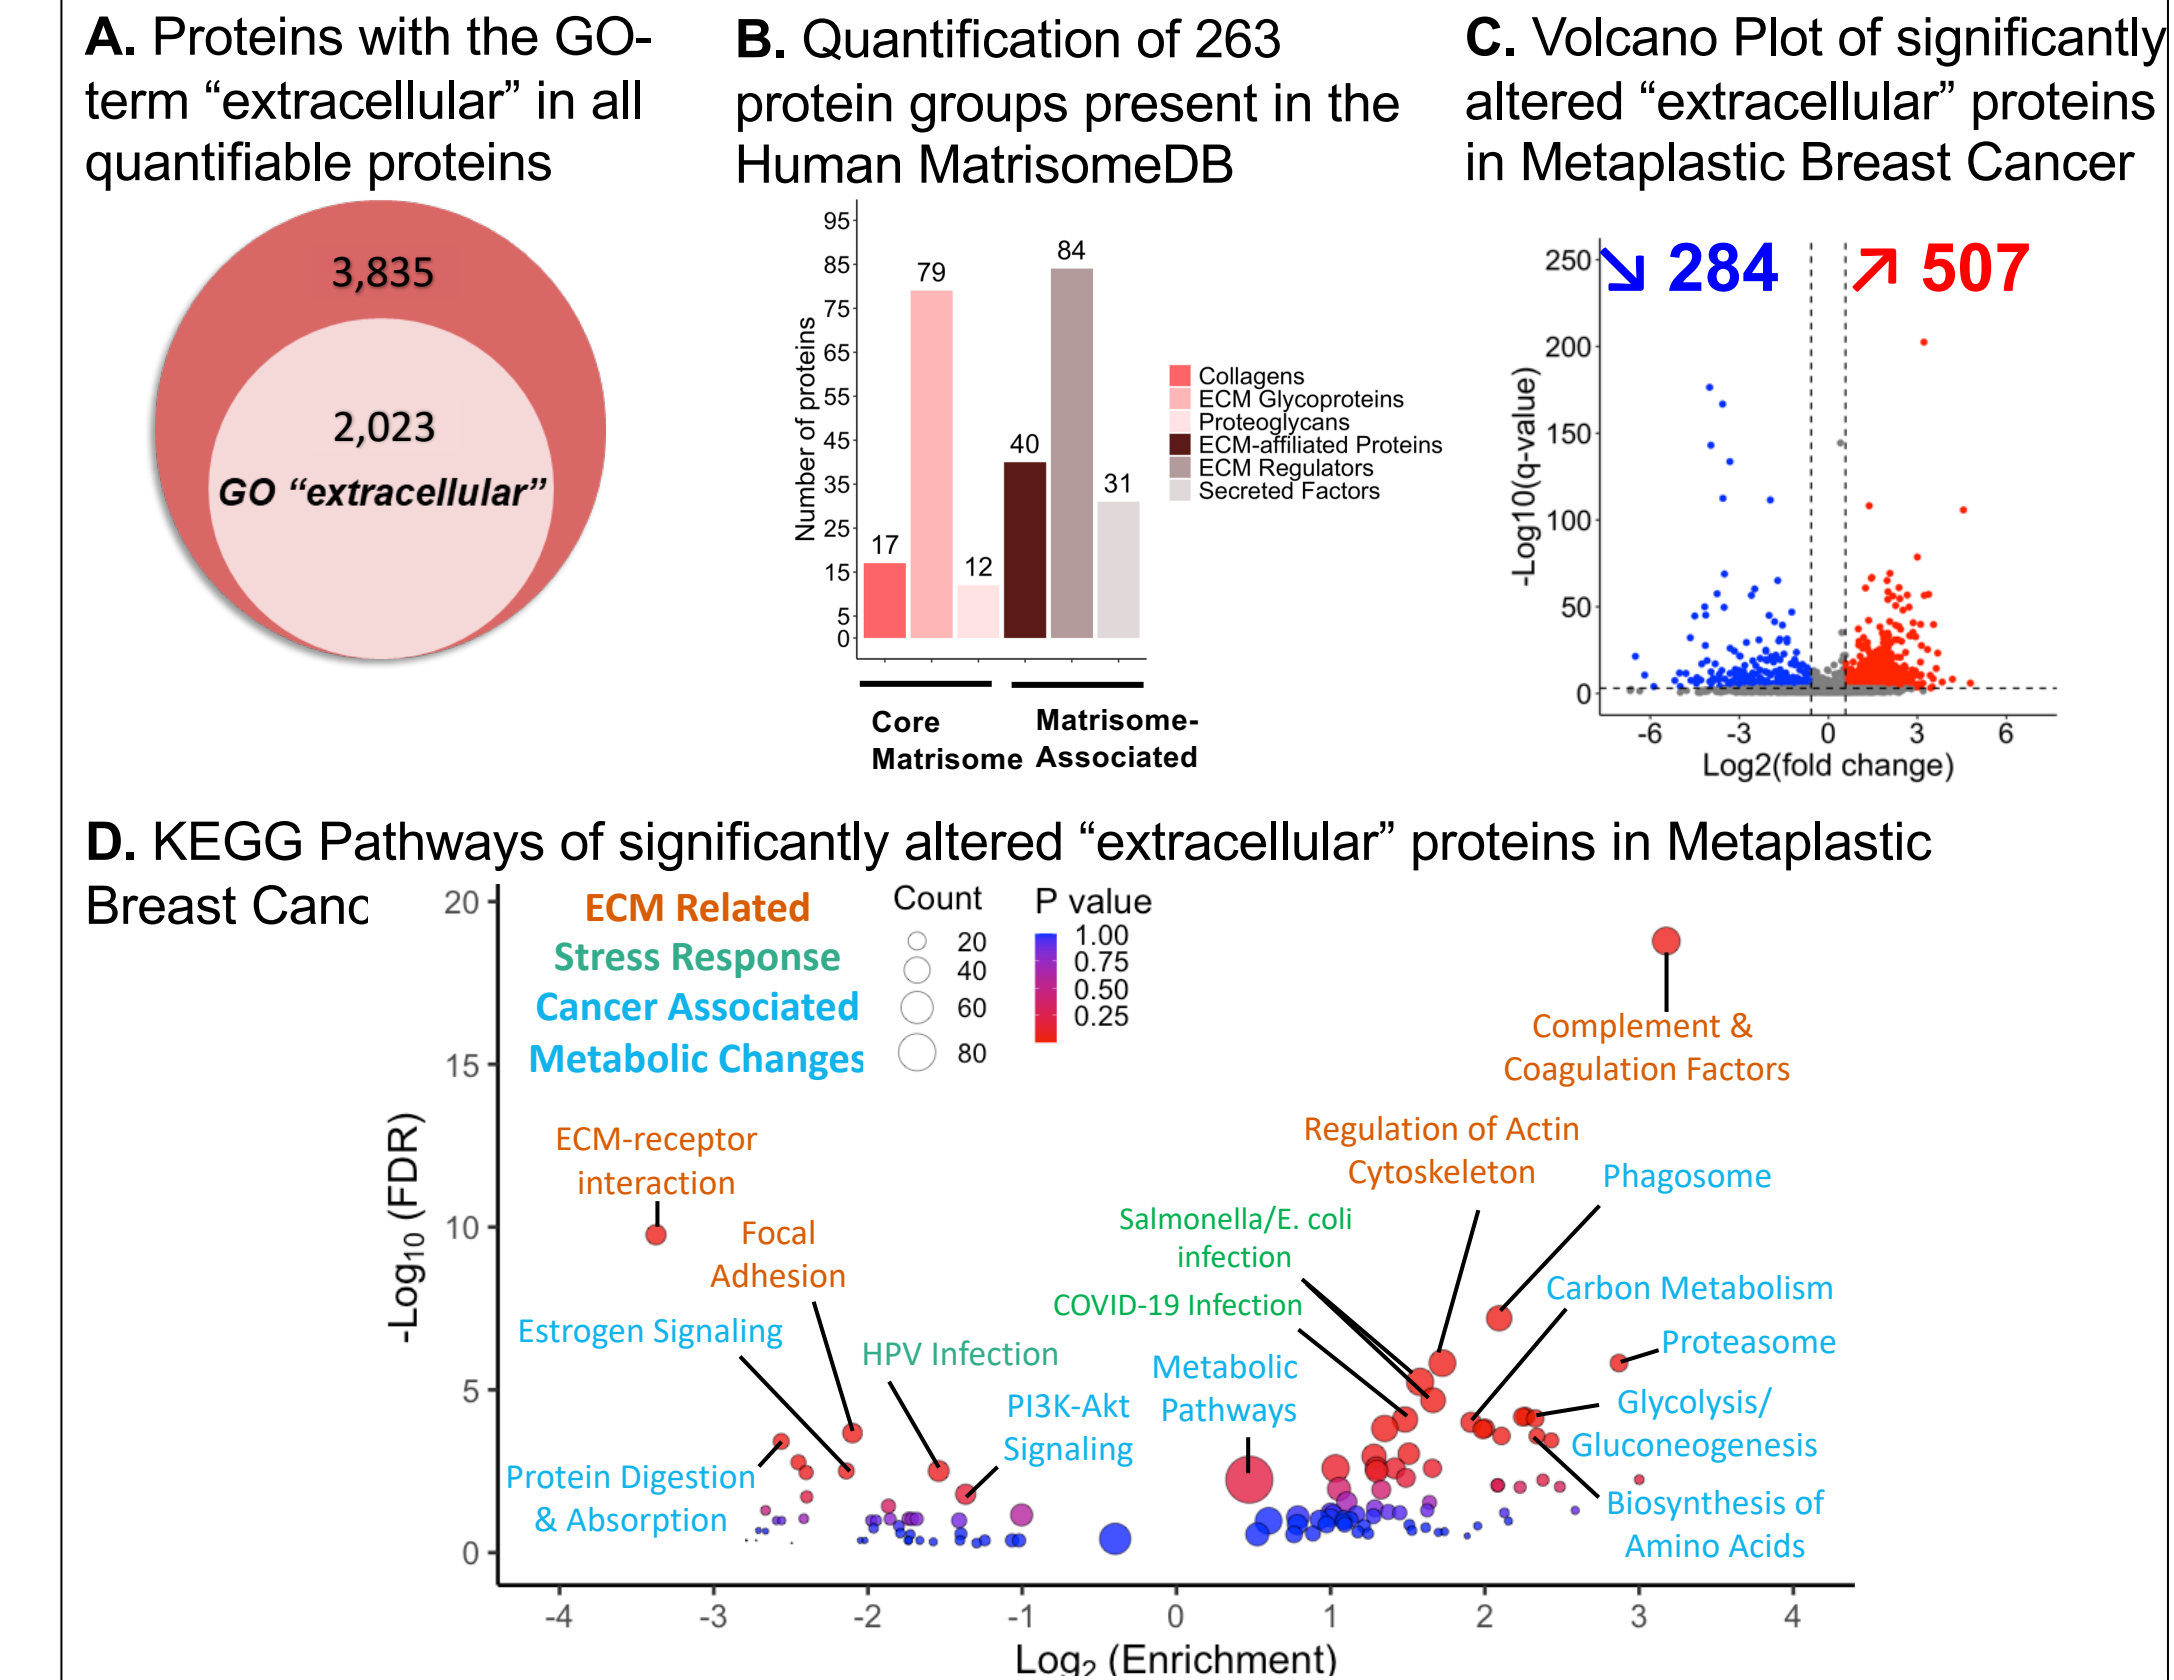 A. Proteins with the GO-
term “extracellular” in all
quantifiable proteins
3,835
2,023
GO “extracellular”
B. Quantification of 263
protein groups present in the
Human MatrisomeDB
Number of proteins
95
85
75
65
55
45
35
25
15
5
0
17
79
12
40
84
31
Collagens
ECM Glycoproteins
Proteoglycans
ECM-affiliated Proteins
ECM Regulators
Secreted Factors
Core
Matrisome
Matrisome-
Associated
C. Volcano Plot of significantly
altered “extracellular” proteins
in Metaplastic Breast Cancer
↘ 284
↗ 507
-Log10(q-value)
250
200
150
100
50
0
-6 -3 0 3 6
Log2(fold change)
D. KEGG Pathways of significantly altered “extracellular” proteins in Metaplastic
Breast Canc
ECM Related
Stress Response
Cancer Associated
Metabolic Changes
Count
20
40
60
80
P value
1.00
0.75
0.50
0.25
-Log10 (FDR)
20
15
10
5
0
Complement &
Coagulation Factors
ECM-receptor
interaction
Focal
Adhesion
Estrogen Signaling
HPV Infection
PI3K-Akt
Signaling
Protein Digestion
& Absorption
Regulation of Actin
Cytoskeleton
Phagosome
Salmonella/E. coli
infection
COVID-19 Infection
Metabolic
Pathways
Carbon Metabolism
Proteasome
Glycolysis/
Gluconeogenesis
Biosynthesis of
Amino Acids
-4 -3 -2 -1 0 1 2 3 4
Log2 (Enrichment)